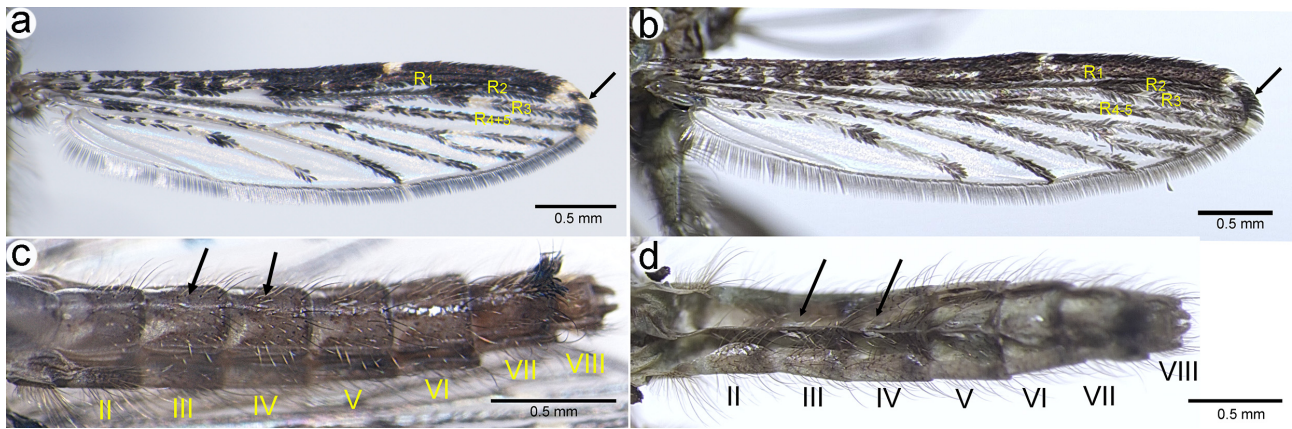 a
R1
R2
R3
R4+5
0.5 mm
b
R1
R2
R3
R4-5
0.5 mm
c
II
III
IV
V
VI
VII
VIII
0.5 mm
d
II
III
IV
V
VI
VII
VIII
0.5 mm